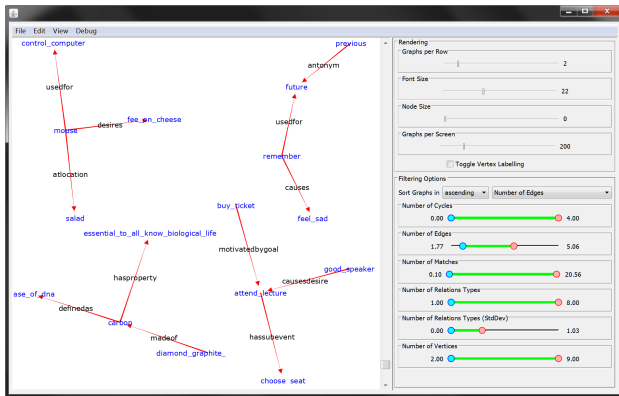 File Edit View Debug
control_computer
previous
antonym
future
usedfor
usedfor
mouse
desires
fee_on_cheese
remember
atlocation
causes
salad
feel_sad
buy_ticket
essential_to_all_know_biological_life
motivatedbygoal
hasproperty
good_speaker
causesdesire
ase_of_dna
attend_lecture
definedas
carbon
madeof
hassubevent
diamond_graphite_
choose seat
Rendering
Graphs per Row
2
Font Size
22
Node Size
0
Graphs per Screen
200
Toggle Vertex Labelling
Filtering Options
Sort Graphs in ascending Number of Edges
Number of Cycles
0.00 4.00
Number of Edges
1.77 5.06
Number of Matches
0.10 20.56
Number of Relations Types
1.00 8.00
Number of Relations Types (StdDev)
0.00 1.03
Number of Vertices
2.00 9.00